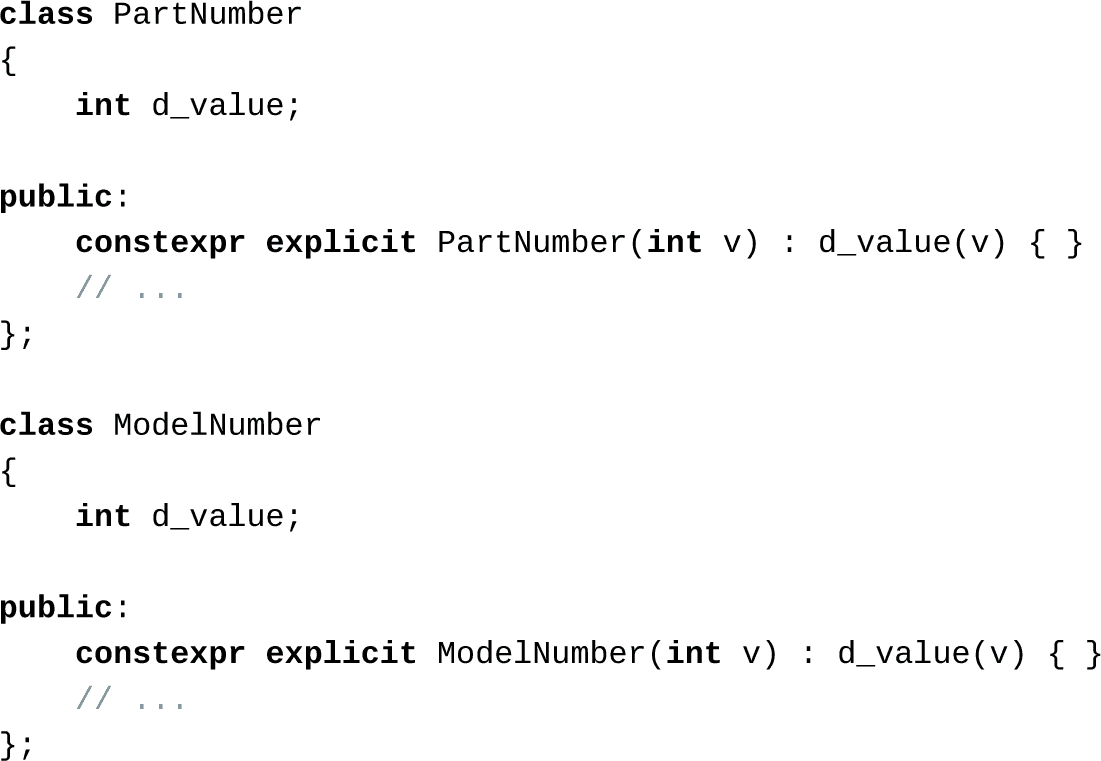 class PartNumber
{
    int d_value;

public:
    constexpr explicit PartNumber(int v) : d_value(v) { }
    // ...
};

class ModelNumber
{
    int d_value;

public:
    constexpr explicit ModelNumber(int v) : d_value(v) { }
    // ...
};